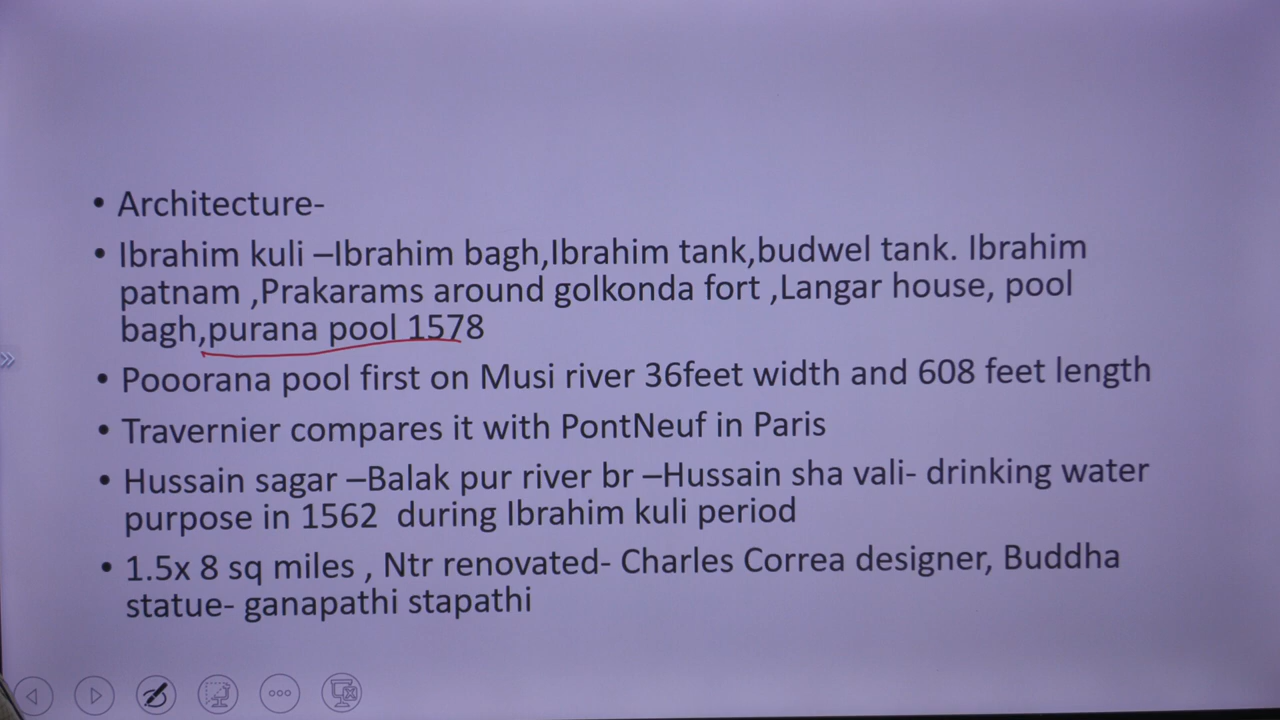 • Architecture-
• Ibrahim kuli –Ibrahim bagh,Ibrahim tank,budwel tank. Ibrahim
patnam ,Prakarams around golkonda fort ,Langar house, pool
bagh,purana pool 1578
• Pooorana pool first on Musi river 36feet width and 608 feet length
• Travernier compares it with PontNeuf in Paris
• Hussain sagar –Balak pur river br –Hussain sha vali- drinking water
purpose in 1562 during Ibrahim kuli period
• 1.5x 8 sq miles , Ntr renovated- Charles Correa designer, Buddha
statue- ganapathi stapathi